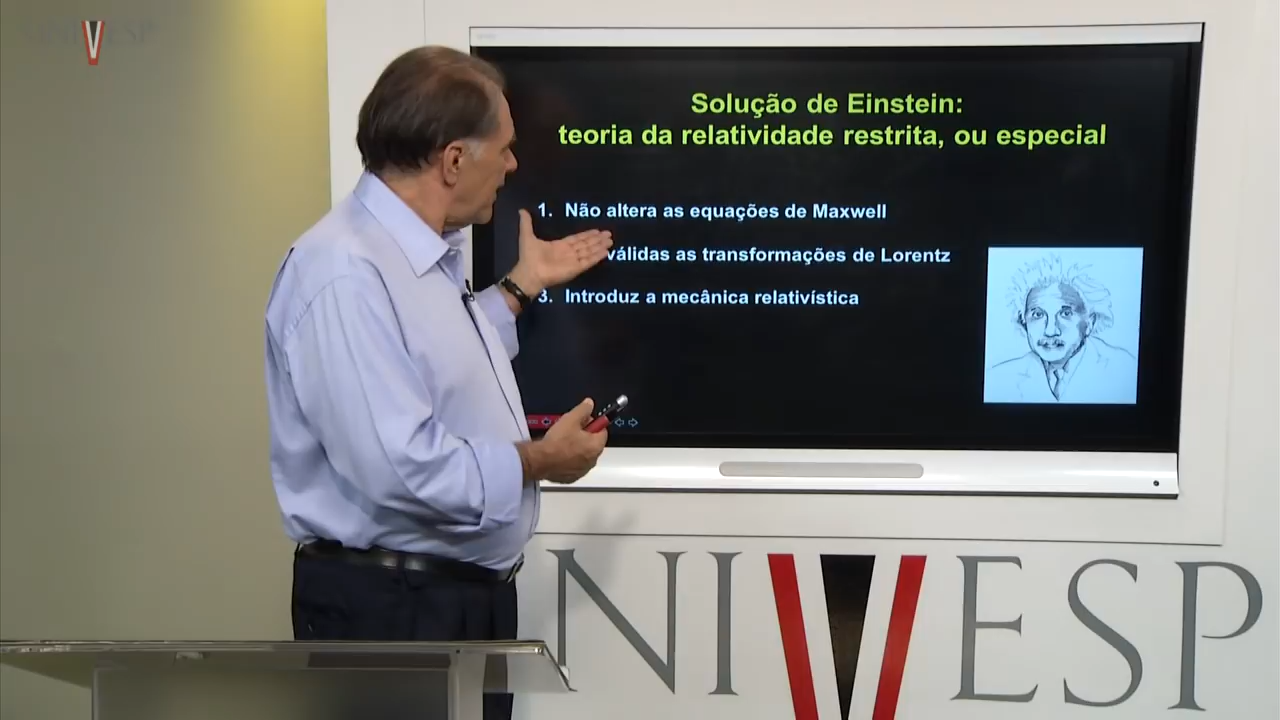 UNIVESP
Solução de Einstein:
teoria da relatividade restrita, ou especial
1. Não altera as equações de Maxwell
válidas as transformações de Lorentz
3. Introduz a mecânica relativística
NIVESP